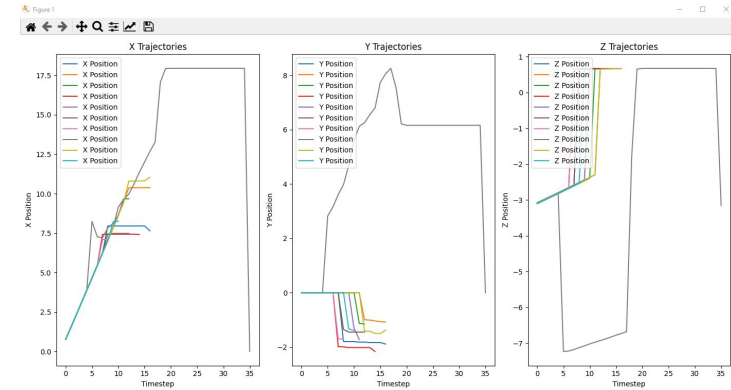 Figure 1
X Trajectories
X Position
X Position
X Position
X Position
X Position
X Position
X Position
X Position
X Position
X Position
17.5
15.0
12.5
10.0
7.5
5.0
2.5
0.0
X Position
0 5 10 15 20 25 30 35
Timestep
Y Trajectories
Y Position
Y Position
Y Position
Y Position
Y Position
Y Position
Y Position
Y Position
Y Position
Y Position
8
6
4
2
0
−2
Y Position
0 5 10 15 20 25 30 35
Timestep
Z Trajectories
Z Position
Z Position
Z Position
Z Position
Z Position
Z Position
Z Position
Z Position
Z Position
Z Position
1
0
−1
−2
−3
−4
−5
−6
−7
Z Position
0 5 10 15 20 25 30 35
Timestep